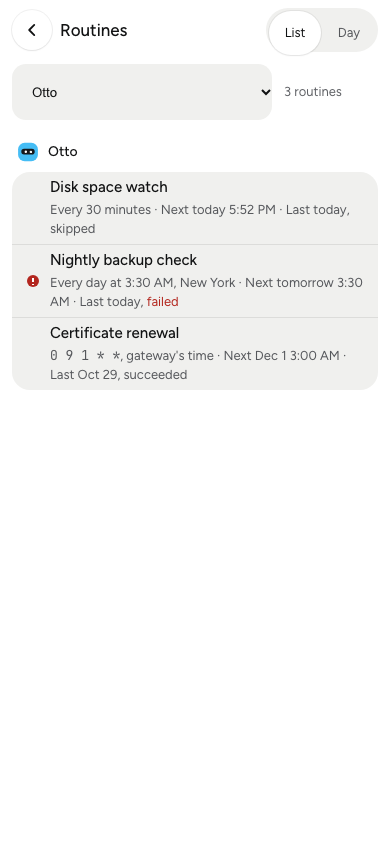 Routines
List
Day
Otto
3 routines
Otto
Disk space watch
Every 30 minutes · Next today 5:52 PM · Last today,
skipped
Nightly backup check
Every day at 3:30 AM, New York · Next tomorrow 3:30
AM · Last today, failed
Certificate renewal
0 9 1 * *, gateway's time · Next Dec 1 3:00 AM ·
Last Oct 29, succeeded